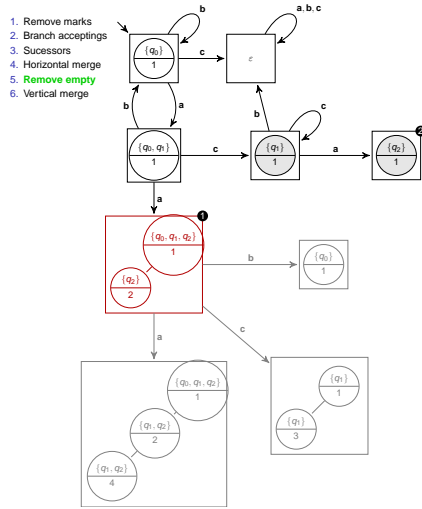 1. Remove marks
2. Branch acceptings
3. Sucessors
4. Horizontal merge
5. Remove empty
6. Vertical merge
b
a, b, c
{q₀}
1
c
ε
b
a
b
c
{q₀, q₁}
1
c
{q₁}
1
a
{q₂}
1
2
a
1
{q₀, q₁, q₂}
1
{q₂}
2
b
{q₀}
1
a
c
{q₀, q₁, q₂}
1
{q₁, q₂}
2
{q₁, q₂}
4
{q₁}
1
{q₁}
3